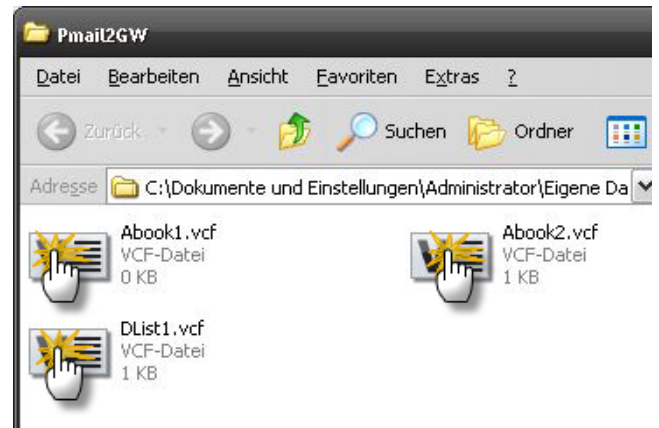 Pmail2GW
Datei Bearbeiten Ansicht Favoriten Extras ?
Zurück Suchen Ordner
Adresse C:\Dokumente und Einstellungen\Administrator\Eigene Da
Abook1.vcf
VCF-Datei
0 KB
Abook2.vcf
VCF-Datei
1 KB
DList1.vcf
VCF-Datei
1 KB